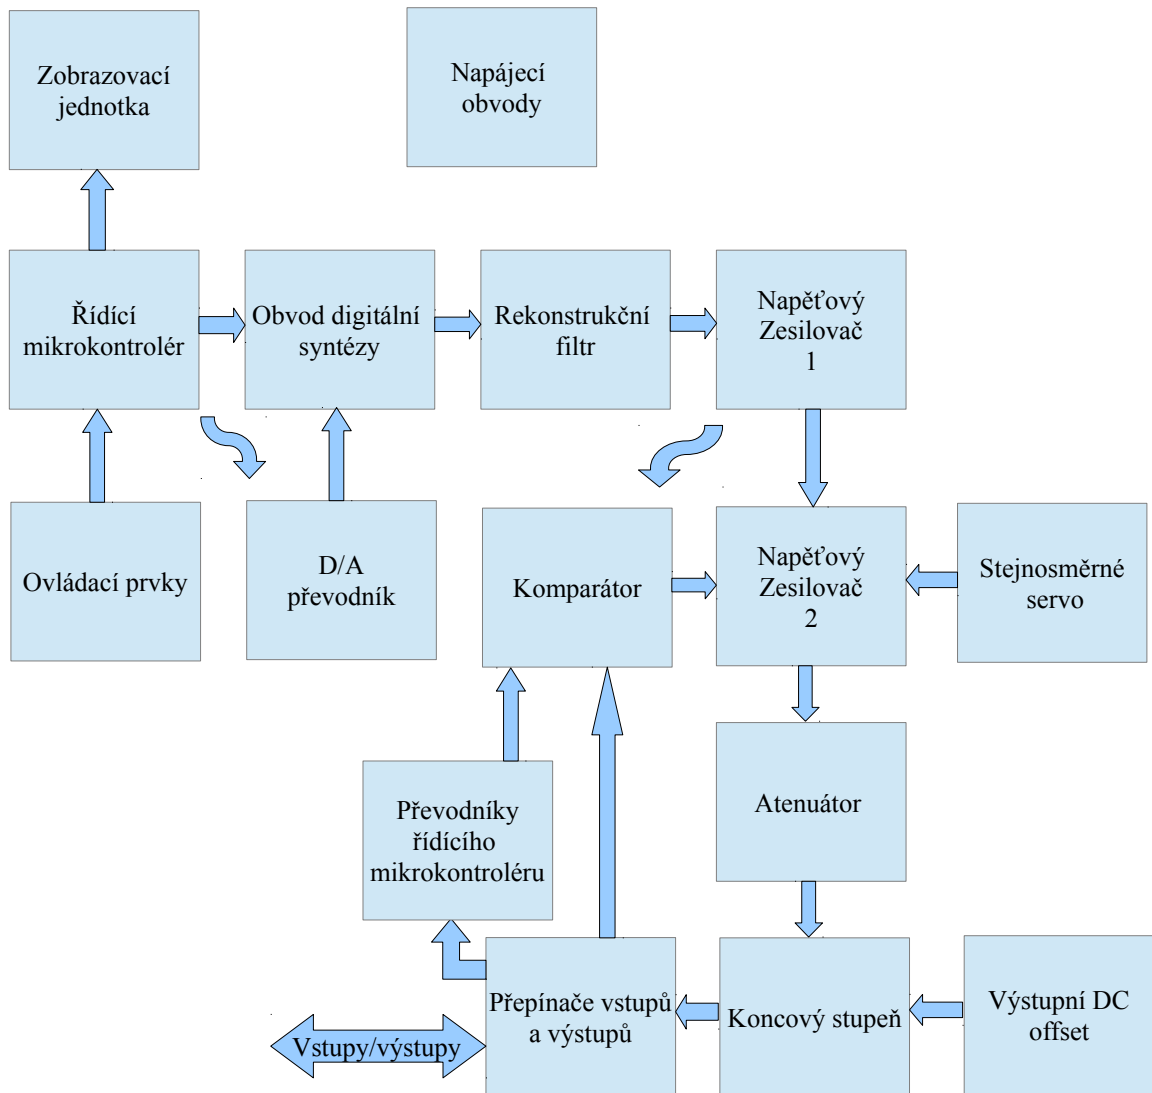 Zobrazovací
jednotka
Napájecí
obvody
Řídící
mikrokontrolér
Obvod digitální
syntézy
Rekonstrukční
filtr
Napěťový
Zesilovač
1
Ovládací prvky
D/A
převodník
Komparátor
Napěťový
Zesilovač
2
Stejnosměrné
servo
Převodníky
řídícího
mikrokontroléru
Atenuátor
Vstupy/výstupy
Přepínače vstupů
a výstupů
Koncový stupeň
Výstupní DC
offset